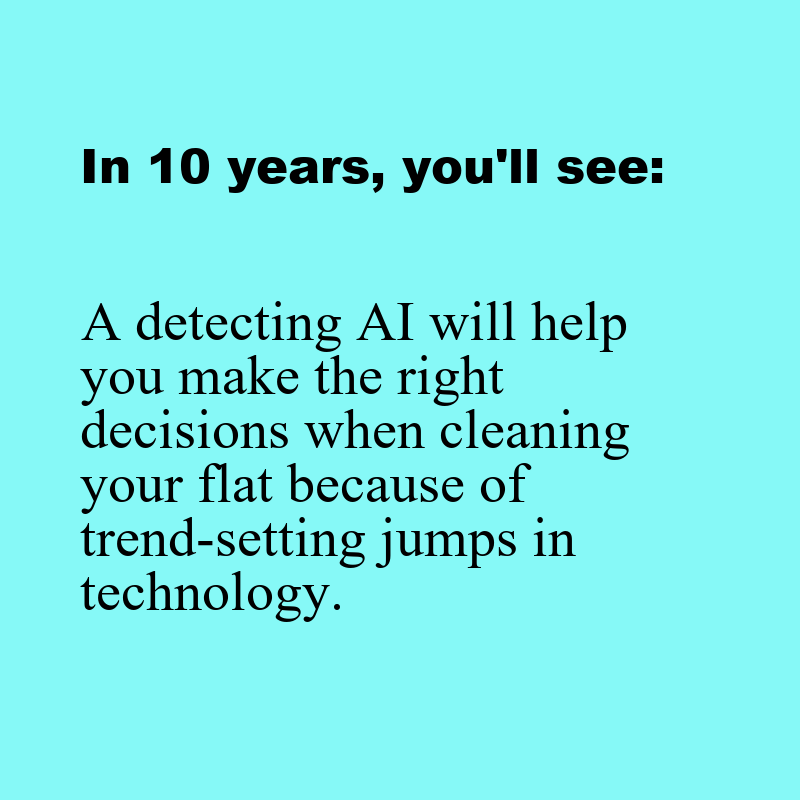 In 10 years, you'll see:
A detecting AI will help
you make the right
decisions when cleaning
your flat because of
trend-setting jumps in
technology.